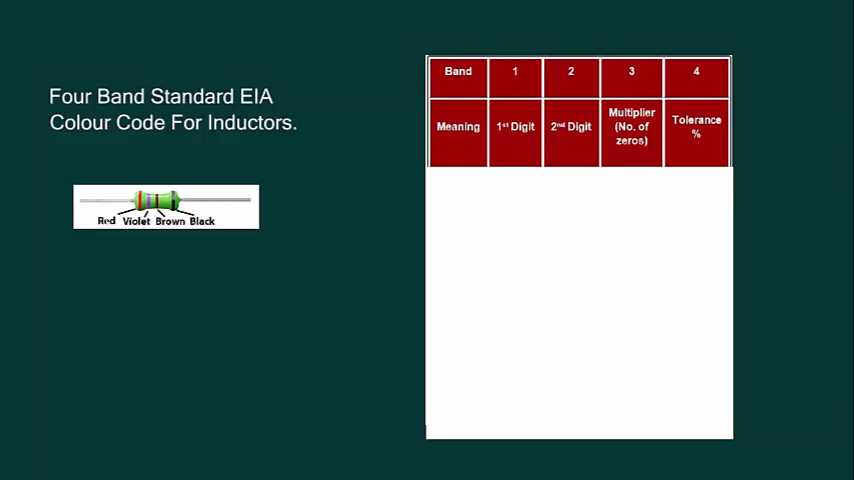 Four Band Standard EIA
Colour Code For Inductors.
Red Violet Brown Black
Band 1 2 3 4
Meaning 1st Digit 2nd Digit Multiplier (No. of zeros) Tolerance %